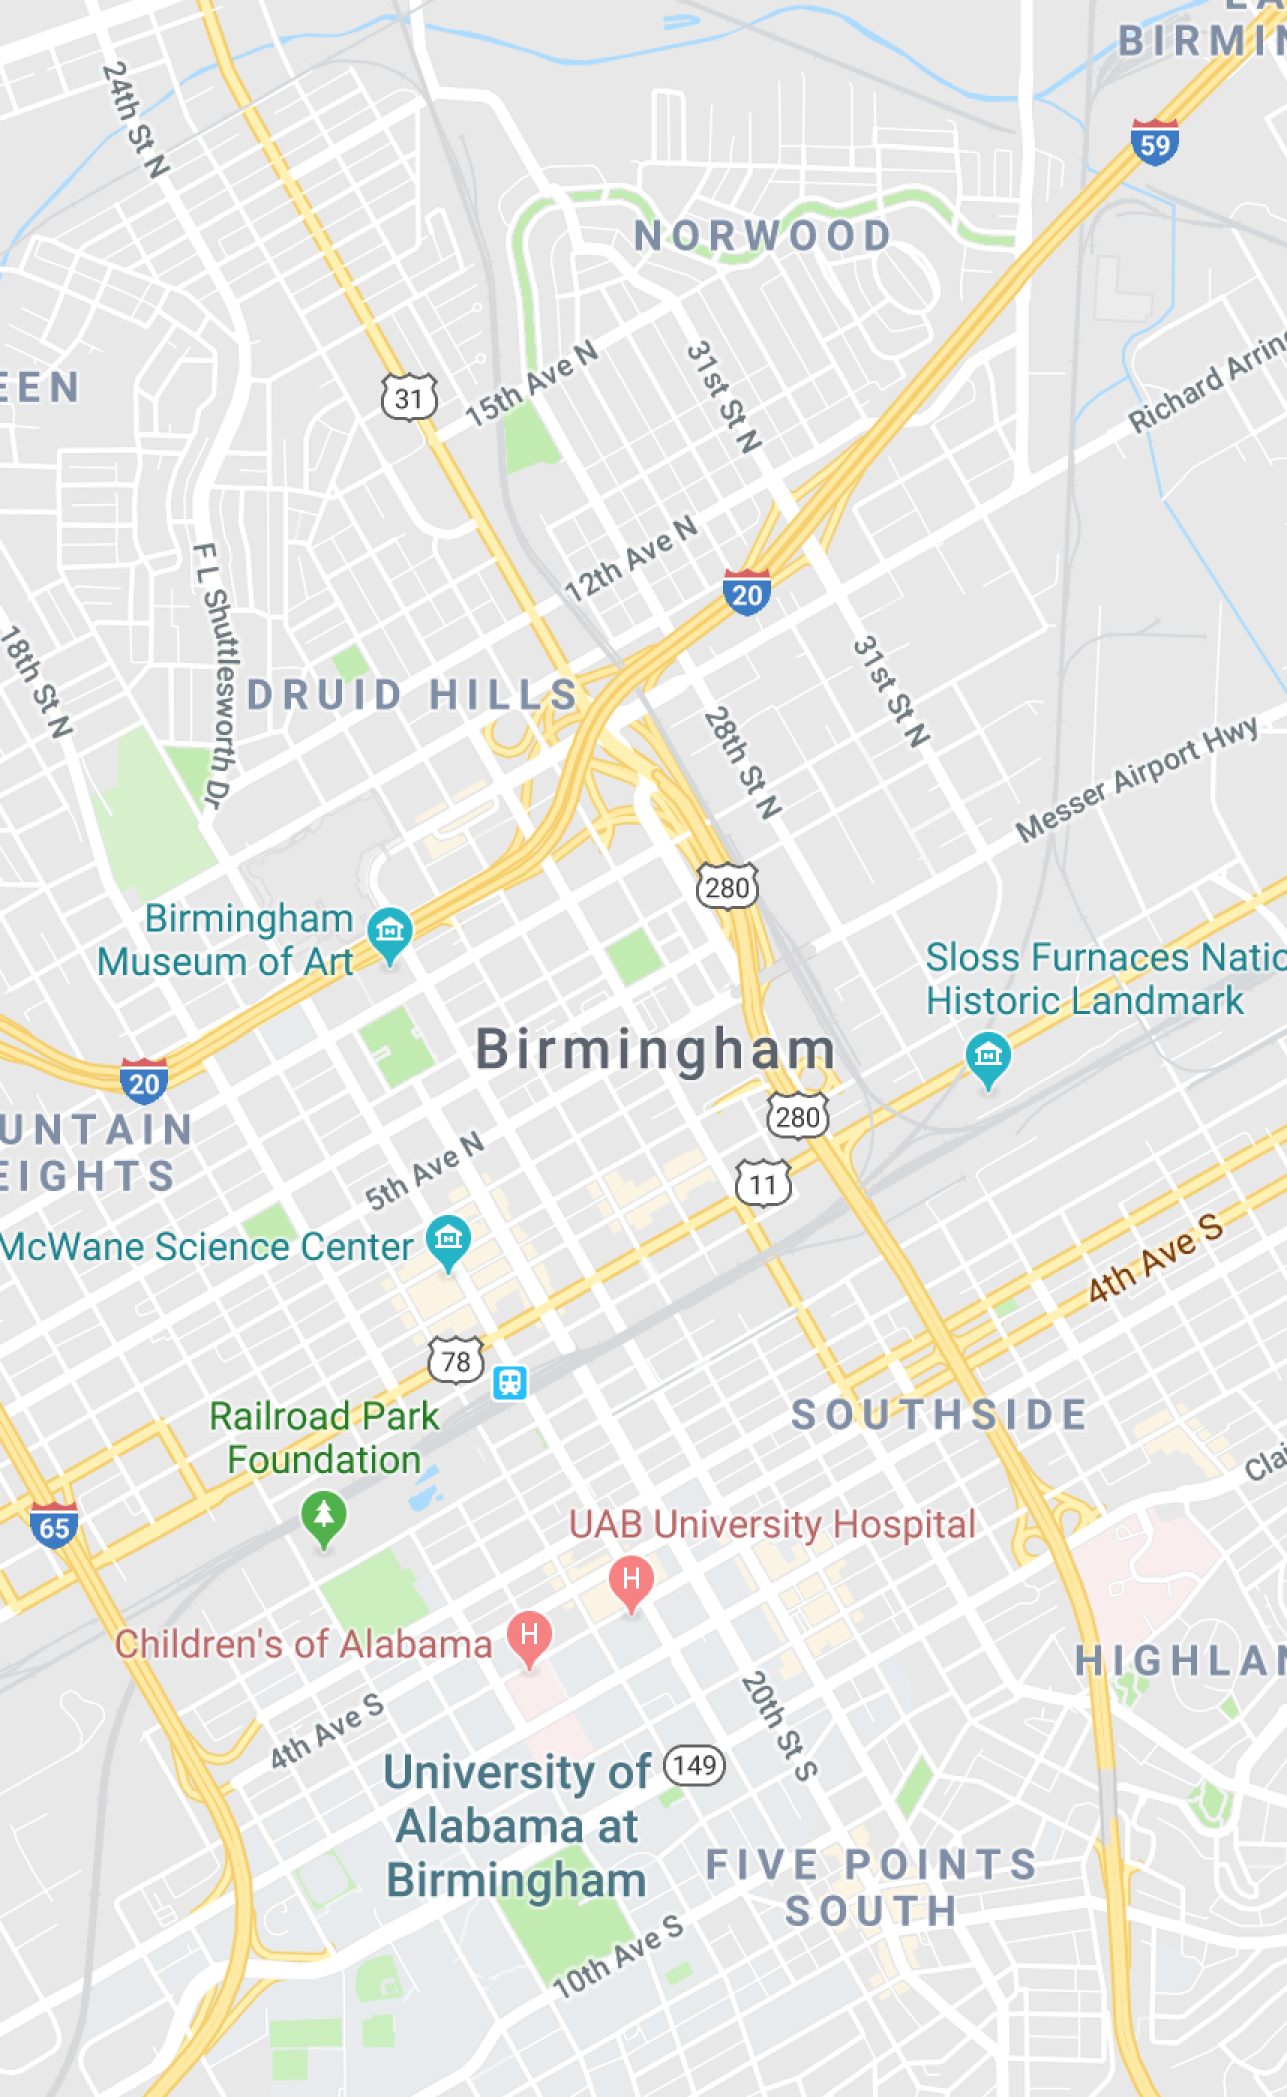 EA
BIRMIN
24th St N
59
NORWOOD
EEN
31
15th Ave N
31st St N
Richard Arring
12th Ave N
20
F L Shuttlesworth Dr
18th St N
DRUID HILLS
31st St N
28th St N
Messer Airport Hwy
280
Birmingham
Museum of Art
Sloss Furnaces Natio
Historic Landmark
Birmingham
20
280
UNTAIN
EIGHTS
5th Ave N
11
McWane Science Center
4th Ave S
78
Railroad Park
Foundation
SOUTHSIDE
Clai
65
UAB University Hospital
H
Children's of Alabama
H
HIGHLAN
4th Ave S
20th St S
University of
Alabama at
Birmingham
149
FIVE POINTS
SOUTH
10th Ave S